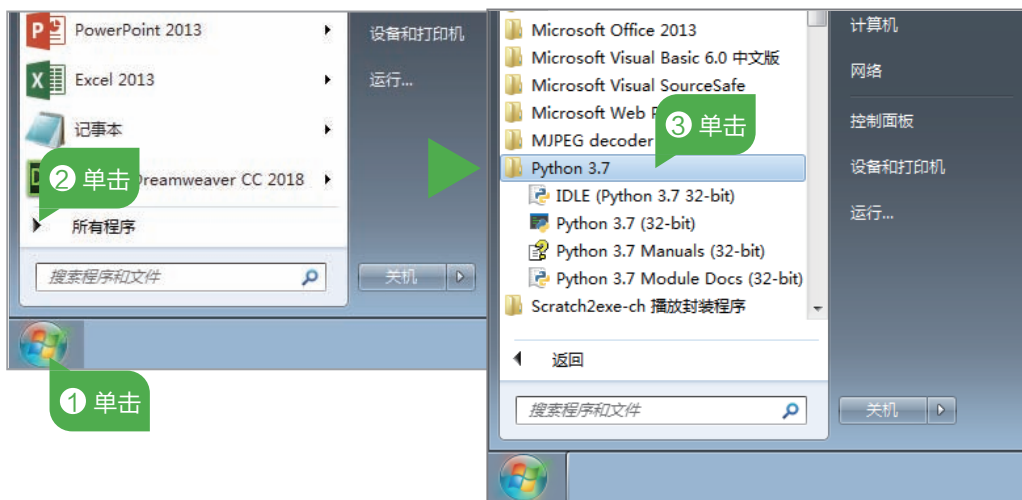 PowerPoint 2013
Excel 2013
记事本
② 单击
Dreamweaver CC 2018
所有程序
搜索程序和文件
设备和打印机
运行...
关机
① 单击
Microsoft Office 2013
Microsoft Visual Basic 6.0 中文版
Microsoft Visual SourceSafe
Microsoft Web
③ 单击
MJPEG decoder
Python 3.7
IDLE (Python 3.7 32-bit)
Python 3.7 (32-bit)
Python 3.7 Manuals (32-bit)
Python 3.7 Module Docs (32-bit)
Scratch2exe-ch 播放封装程序
返回
搜索程序和文件
计算机
网络
控制面板
设备和打印机
运行...
关机